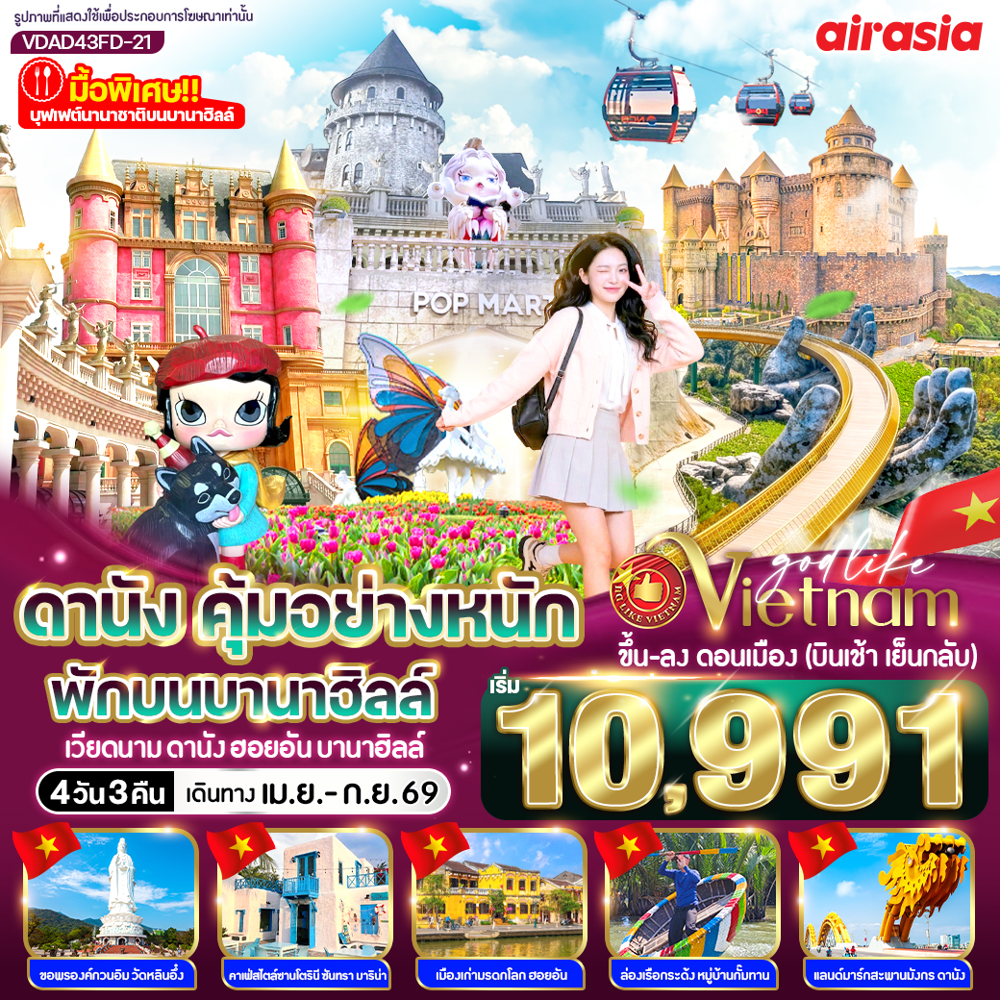 รูปภาพที่แสดงใช้เพื่อประกอบการโฆษณาเท่านั้น
VDAD43FD-21
airasia
มื้อพิเศษ!!
บุฟเฟต์นานาชาติบนบานาฮิลล์
POP MART
godlike
Vietnam
GOD LIKE VIETNAM
ดานัง คุ้มอย่างหนัก
ขึ้น-ลง ดอนเมือง (บินเช้า เย็นกลับ)
พักบนบานาฮิลล์
เริ่ม
10,991
เวียดนาม ดานัง ฮอยอัน บานาฮิลล์
4 วัน 3 คืน เดินทาง เม.ย. - ก.ย. 69
ขอพรองค์กวนอิม วัดหลินอึ๋ง
คาเฟ่สไตล์ซานโตรินี ซันทรา มารีน่า
เมืองเก่ามรดกโลก ฮอยอัน
ล่องเรือกระด้ง หมู่บ้านกั๊มทาน
แลนด์มาร์กสะพานมังกร ดานัง